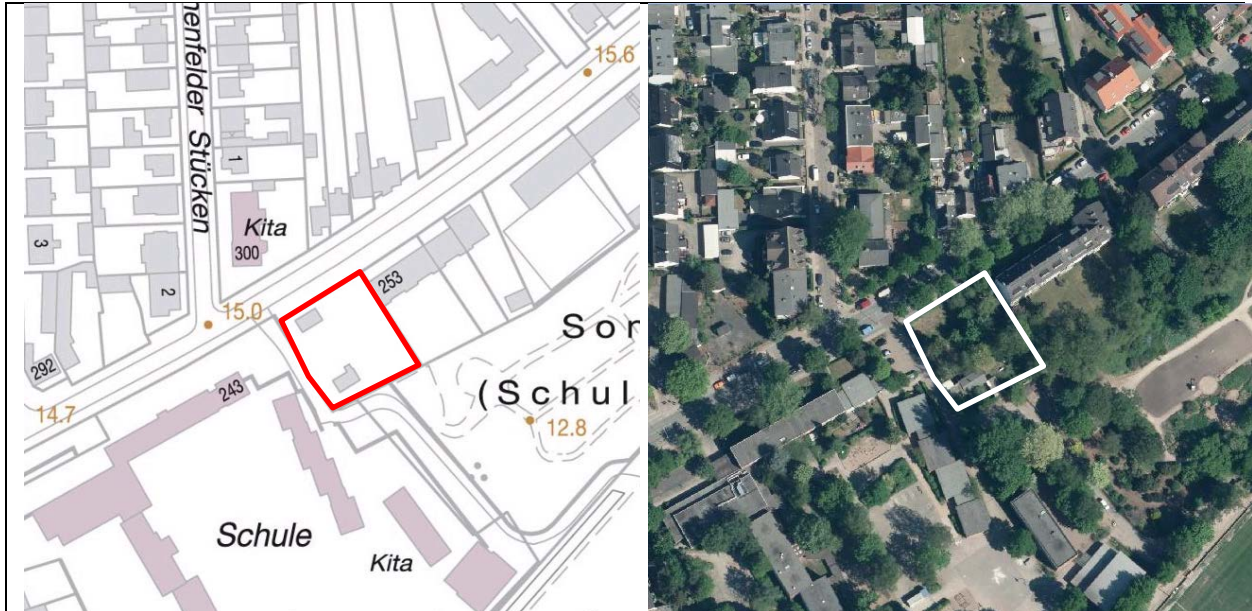 nenfelder Stücken
15.6
1
Kita
300
3
2
253
15.0
292
Son
(Schul
243
14.7
12.8
Schule
Kita